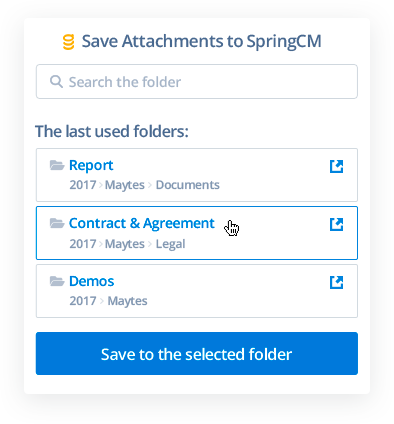 Save Attachments to SpringCM
Search the folder
The last used folders:
Report
2017 › Maytes › Documents
Contract & Agreement
2017 › Maytes › Legal
Demos
2017 › Maytes
Save to the selected folder